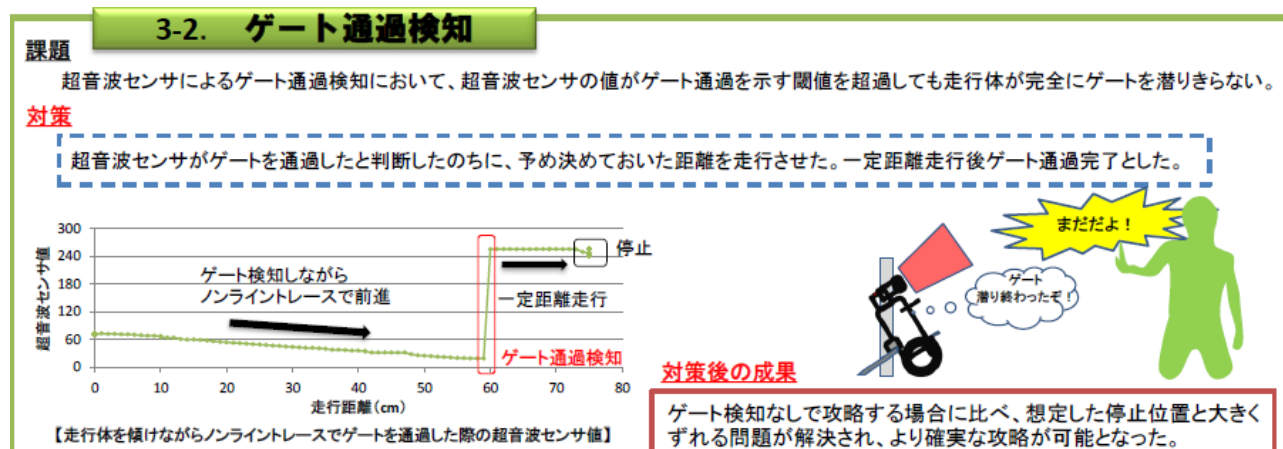 3-2. ゲート通過検知
課題
超音波センサによるゲート通過検知において、超音波センサの値がゲート通過を示す閾値を超過しても走行体が完全にゲートを潜りきらない。
対策
超音波センサがゲートを通過したと判断したのちに、予め決めておいた距離を走行させた。一定距離走行後ゲート通過完了とした。
超音波センサ値
300
240
180
120
60
0
0 10 20 30 40 50 60 70 80
走行距離(cm)
ゲート検知しながら
ノンライントレースで前進
停止
一定距離走行
ゲート通過検知
【走行体を傾けながらノンライントレースでゲートを通過した際の超音波センサ値】
まだだよ！
ゲート
潜り終わったぞ！
対策後の成果
ゲート検知なしで攻略する場合に比べ、想定した停止位置と大きく
ずれる問題が解決され、より確実な攻略が可能となった。